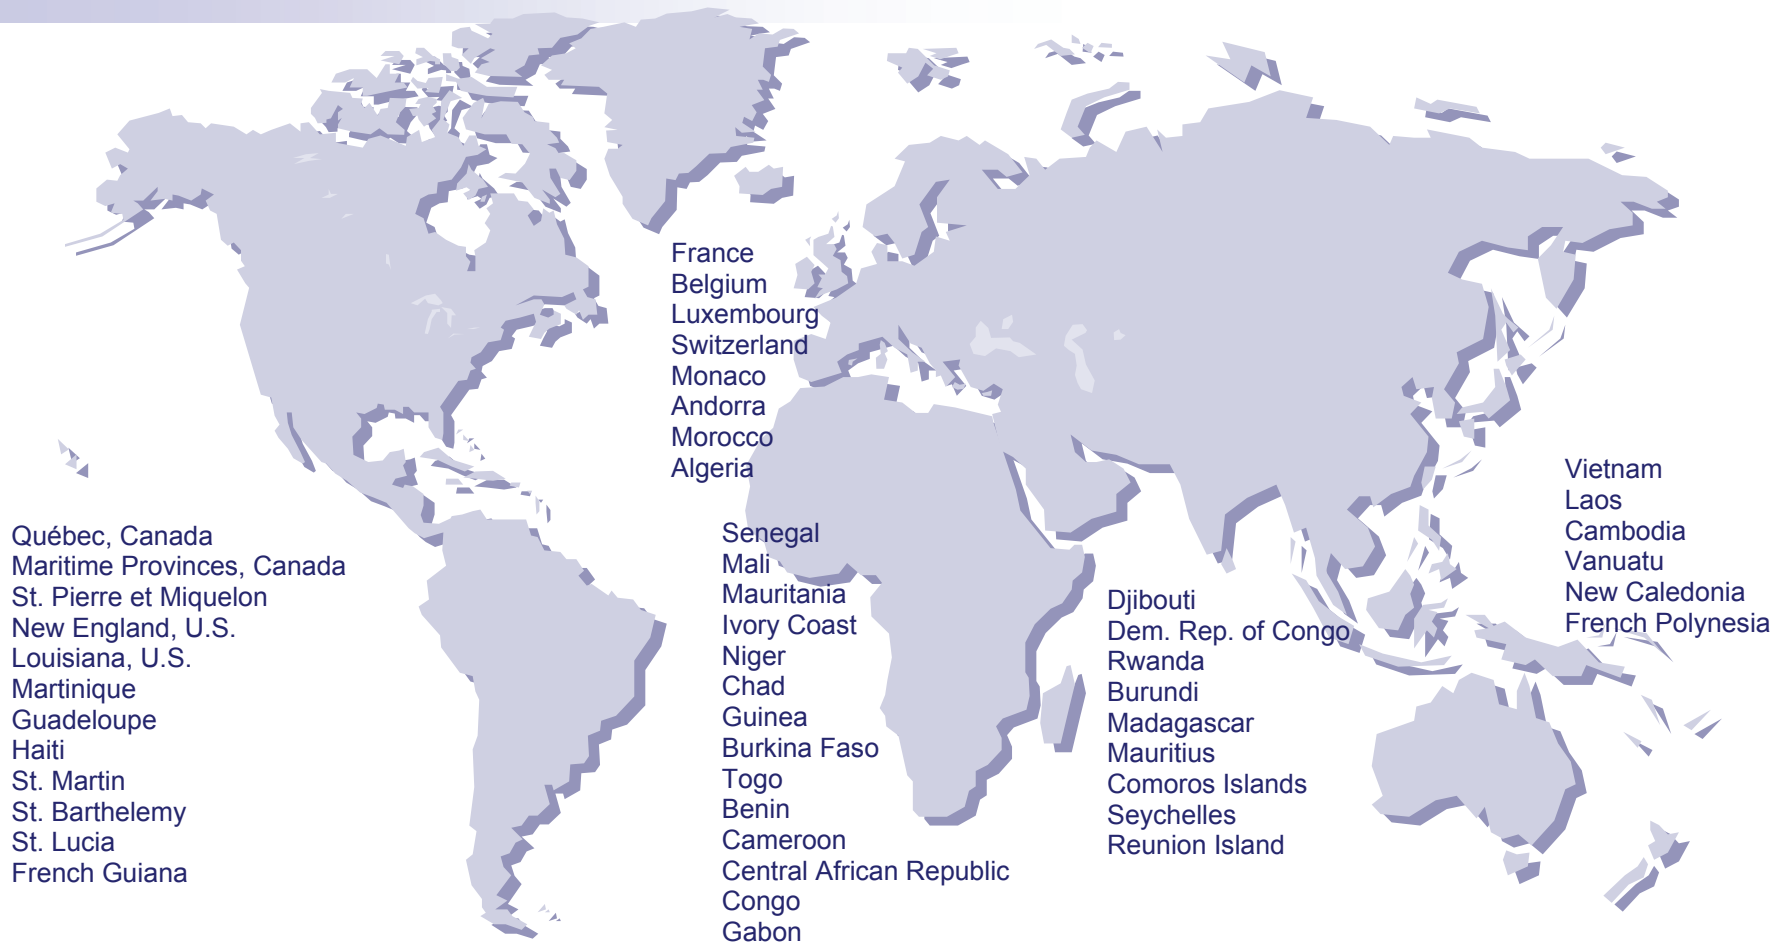 France
Belgium
Luxembourg
Switzerland
Monaco
Andorra
Morocco
Algeria
Québec, Canada
Maritime Provinces, Canada
St. Pierre et Miquelon
New England, U.S.
Louisiana, U.S.
Martinique
Guadeloupe
Haiti
St. Martin
St. Barthelemy
St. Lucia
French Guiana
Senegal
Mali
Mauritania
Ivory Coast
Niger
Chad
Guinea
Burkina Faso
Togo
Benin
Cameroon
Central African Republic
Congo
Gabon
Djibouti
Dem. Rep. of Congo
Rwanda
Burundi
Madagascar
Mauritius
Comoros Islands
Seychelles
Reunion Island
Vietnam
Laos
Cambodia
Vanuatu
New Caledonia
French Polynesia